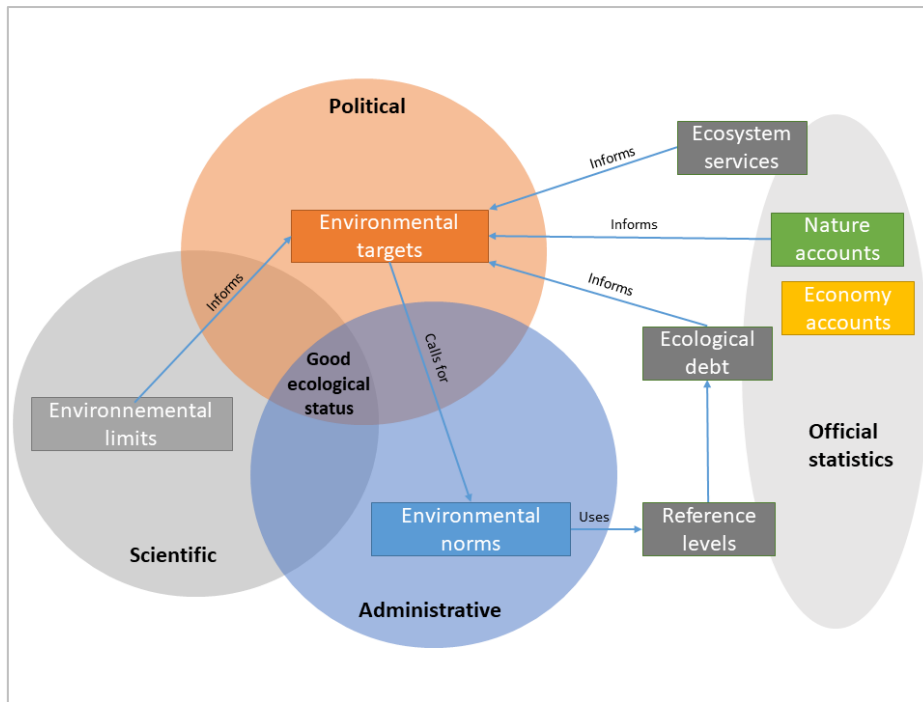 Political
Ecosystem
services
Informs
Environmental
targets
Informs
Nature
accounts
Informs
Informs
Economy
accounts
Calls for
Ecological
debt
Good
ecological
status
Environnemental
limits
Official
statistics
Environmental
norms
Uses
Reference
levels
Scientific
Administrative